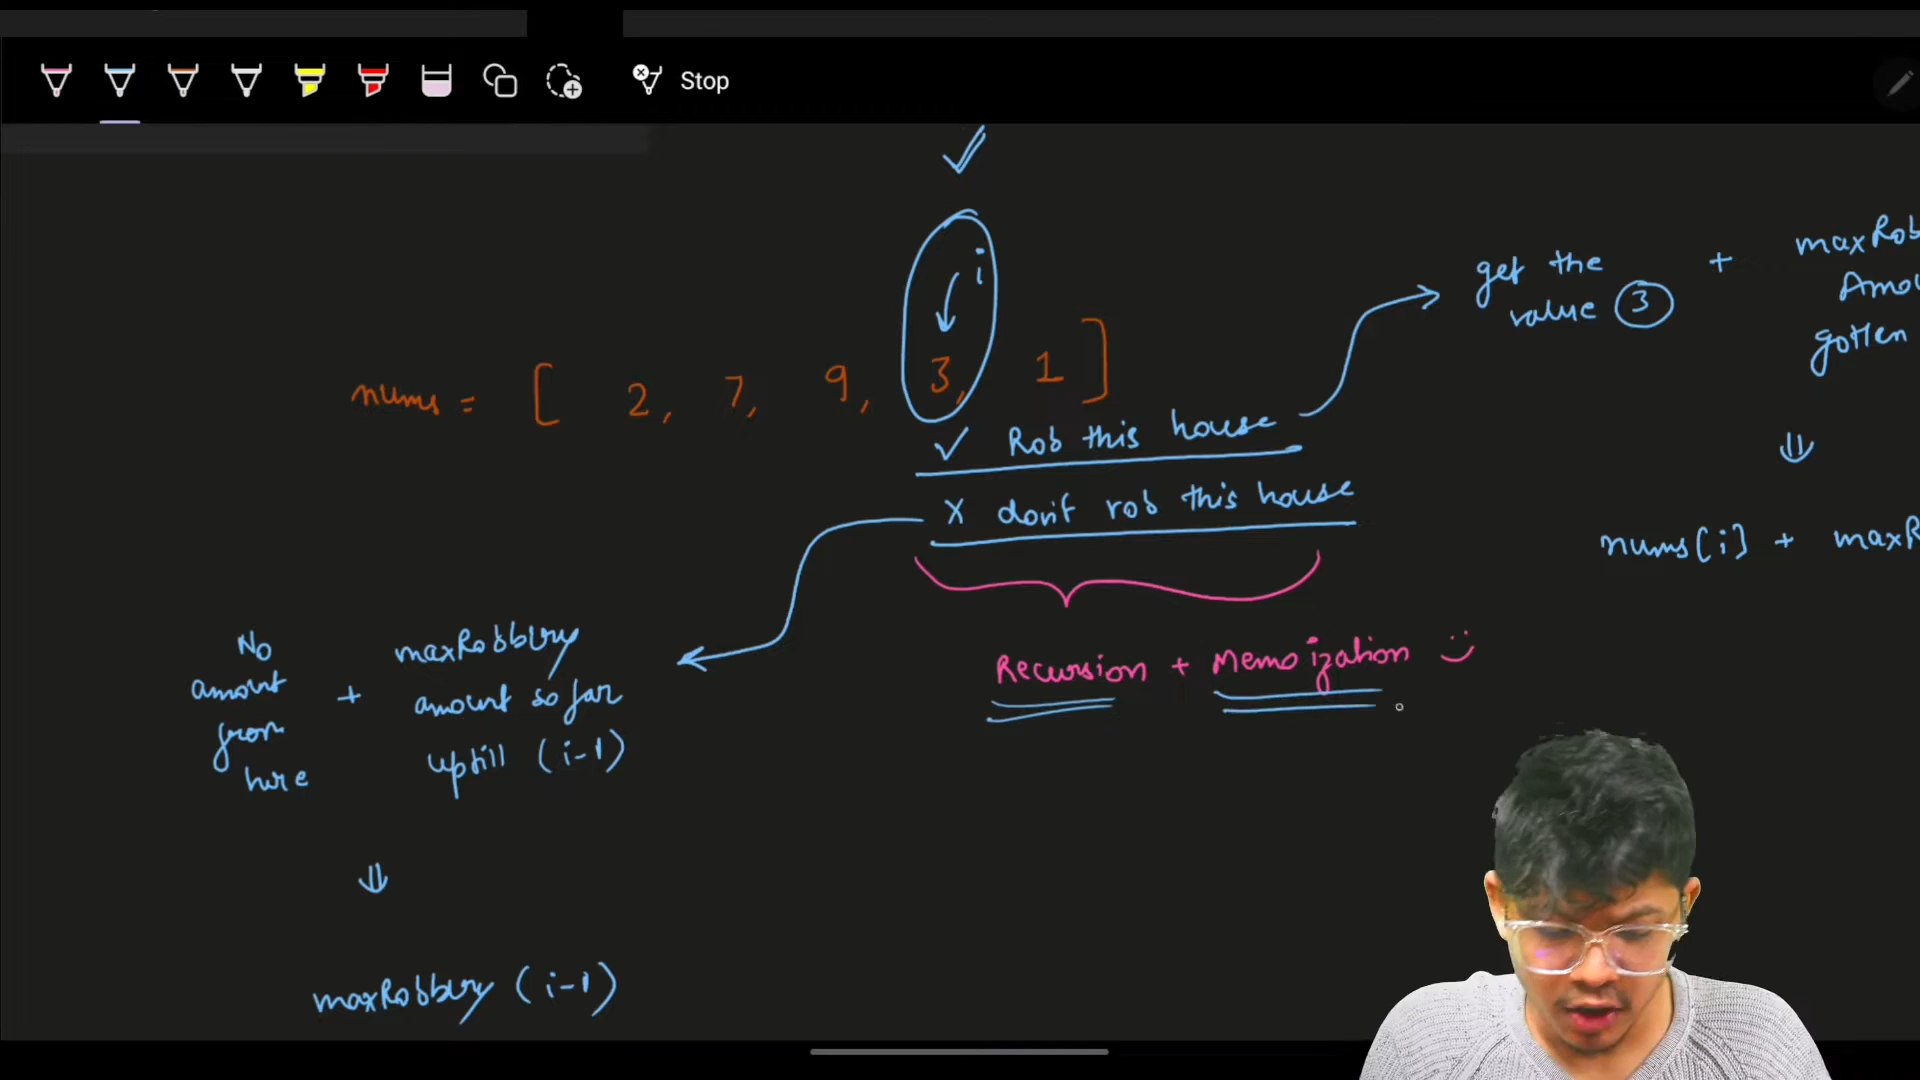 Stop
i
nums = [ 2, 7, 9, 3, 1 ]
✓ Rob this house
X don't rob this house
get the + maxRob
value 3 Amou
gotten
⇓
nums[i] + maxR
Recursion + Memoization :)
No maxRobbery
amount + amount so far
from uptill (i-1)
here
⇓
maxRobbery (i-1)